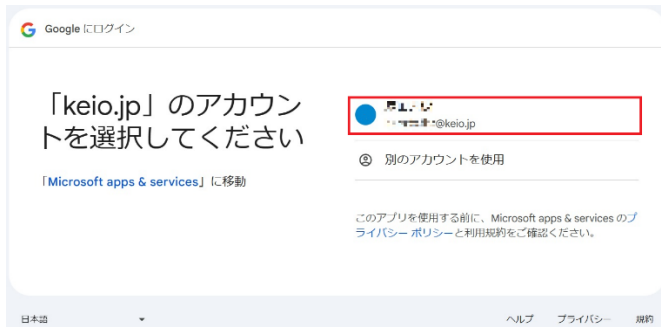 Google にログイン
「keio.jp」のアカウン
トを選択してください
「Microsoft apps & services」に移動
@keio.jp
別のアカウントを使用
このアプリを使用する前に、Microsoft apps & services のプ
ライバシー ポリシーと利用規約をご確認ください。
日本語
ヘルプ プライバシー 規約